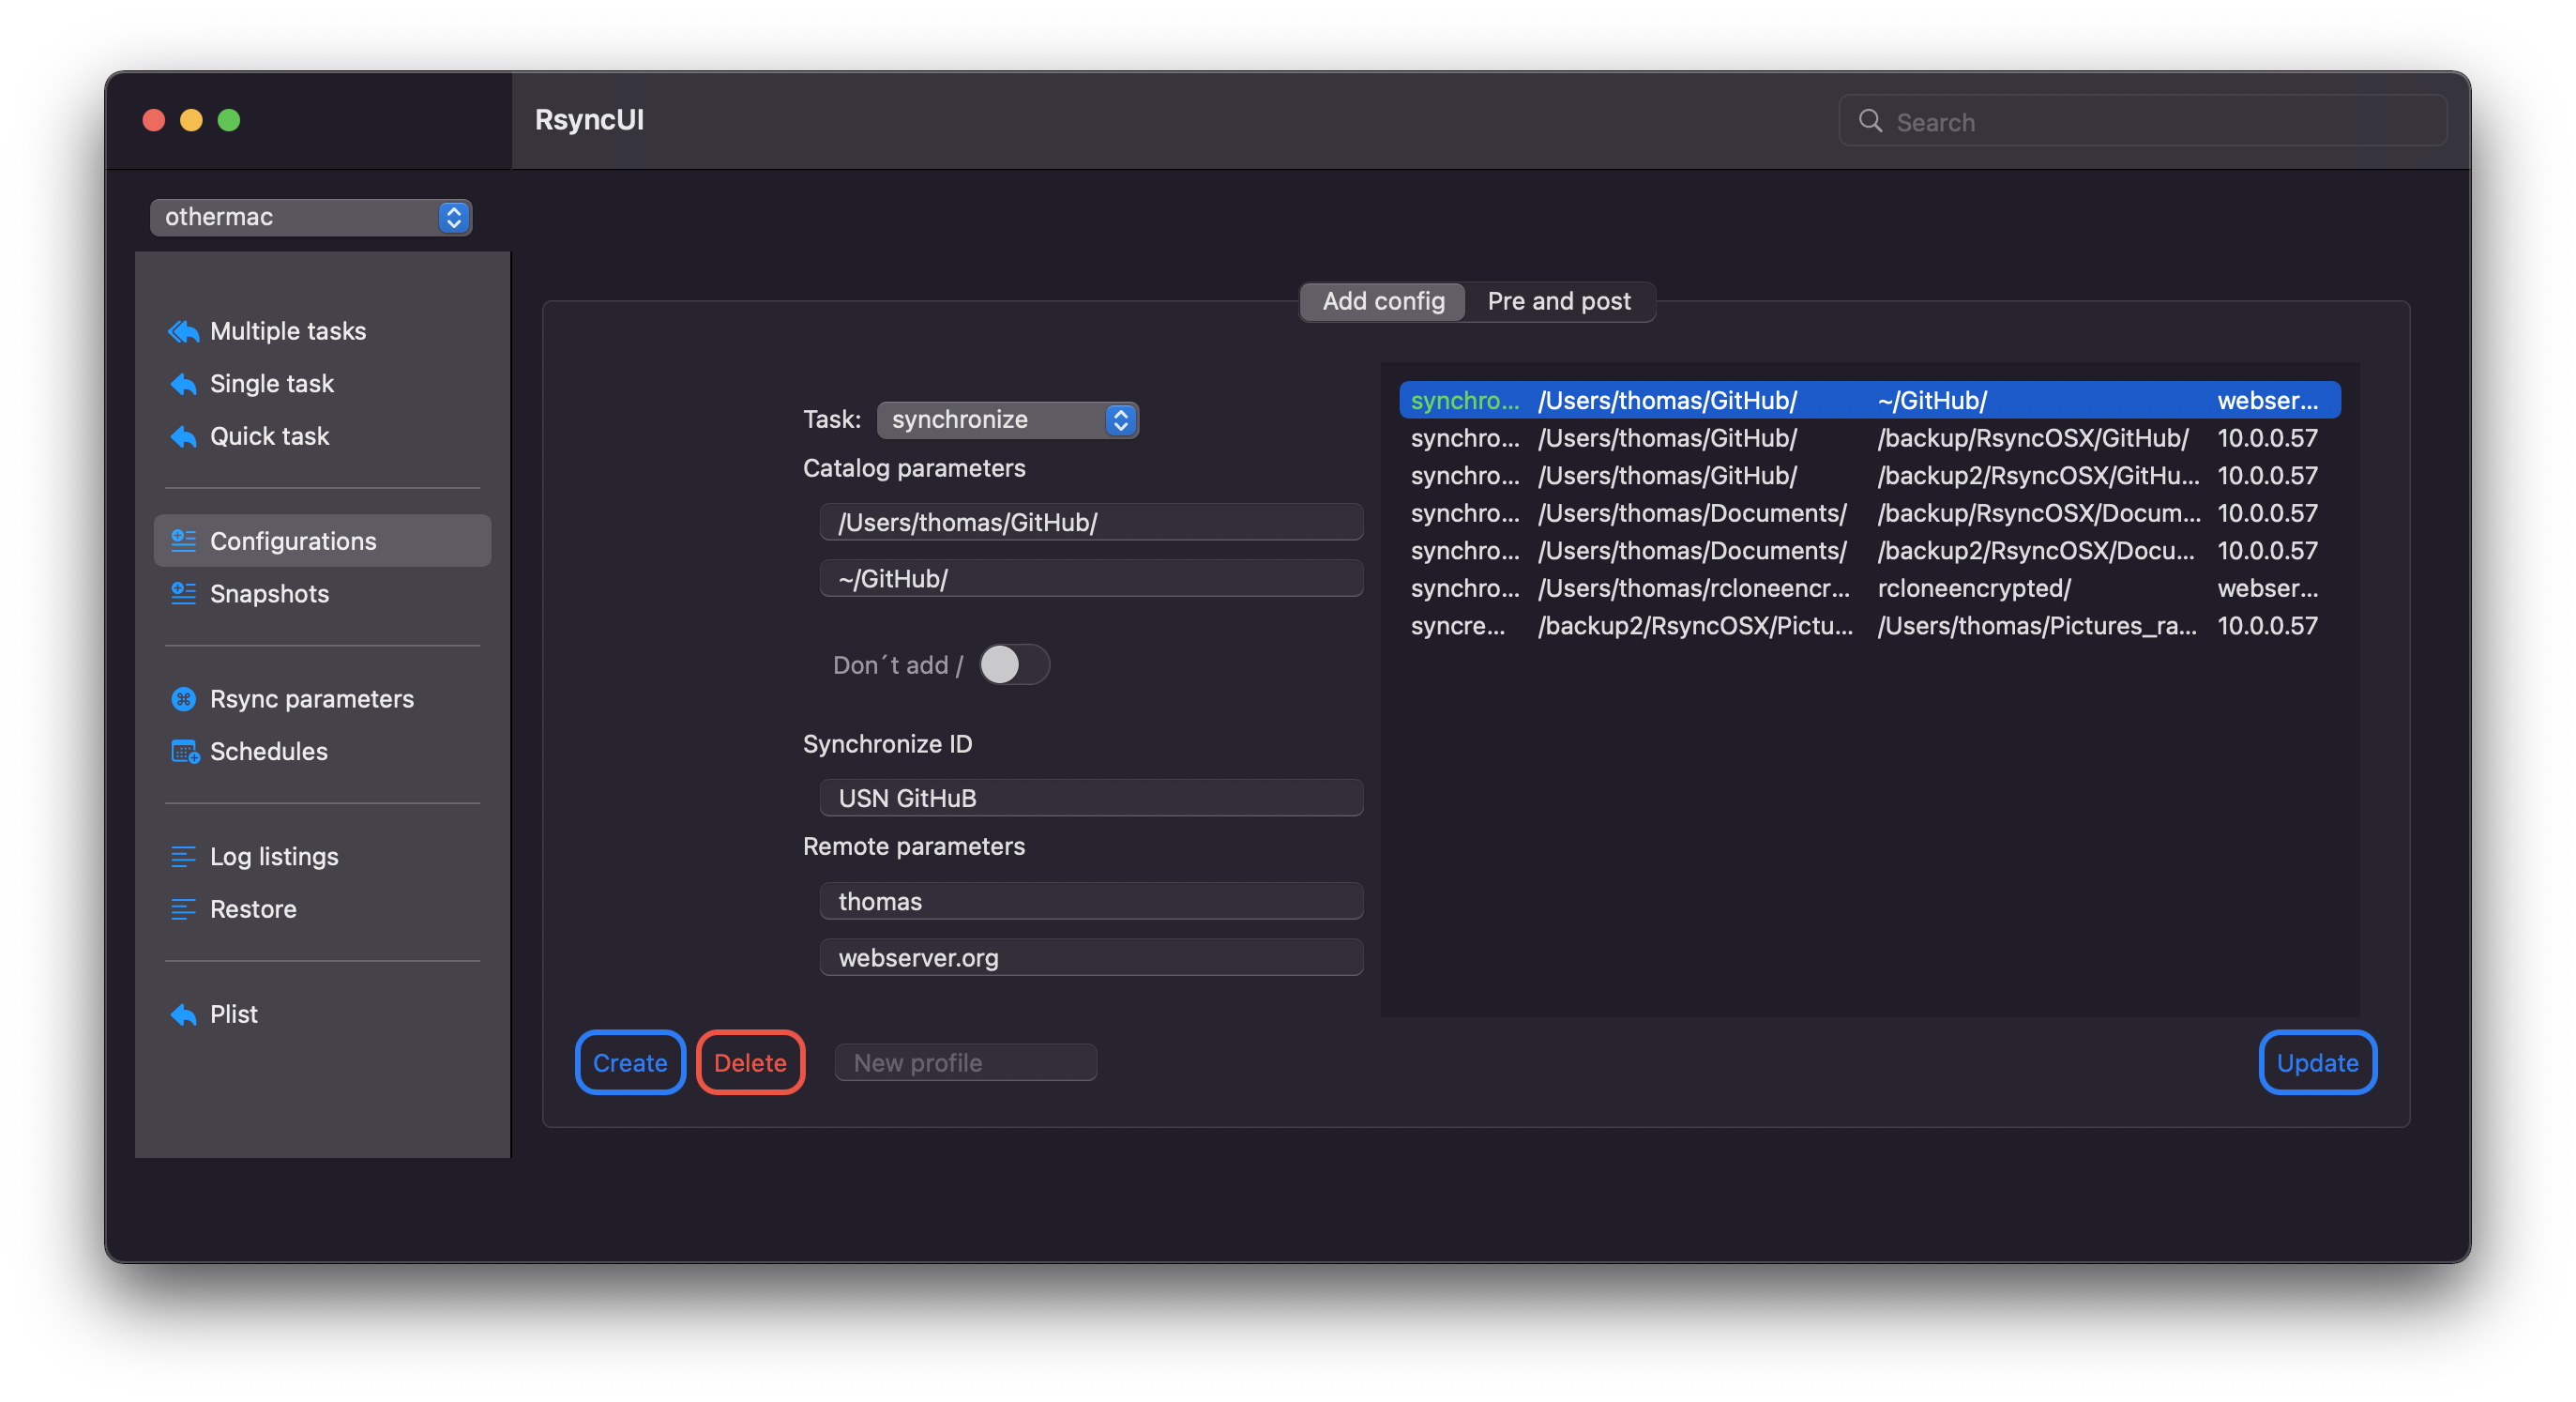 RsyncUI
Search
othermac
Multiple tasks
Single task
Quick task
Configurations
Snapshots
Rsync parameters
Schedules
Log listings
Restore
Plist
Add config
Pre and post
Task:
synchronize
Catalog parameters
/Users/thomas/GitHub/
~/GitHub/
Don´t add /
Synchronize ID
USN GitHuB
Remote parameters
thomas
webserver.org
synchro... /Users/thomas/GitHub/ ~/GitHub/ webser...
synchro... /Users/thomas/GitHub/ /backup/RsyncOSX/GitHub/ 10.0.0.57
synchro... /Users/thomas/GitHub/ /backup2/RsyncOSX/GitHu... 10.0.0.57
synchro... /Users/thomas/Documents/ /backup/RsyncOSX/Docum... 10.0.0.57
synchro... /Users/thomas/Documents/ /backup2/RsyncOSX/Docu... 10.0.0.57
synchro... /Users/thomas/rcloneencr... rcloneencrypted/ webser...
syncre... /backup2/RsyncOSX/Pictu... /Users/thomas/Pictures_ra... 10.0.0.57
Create
Delete
New profile
Update